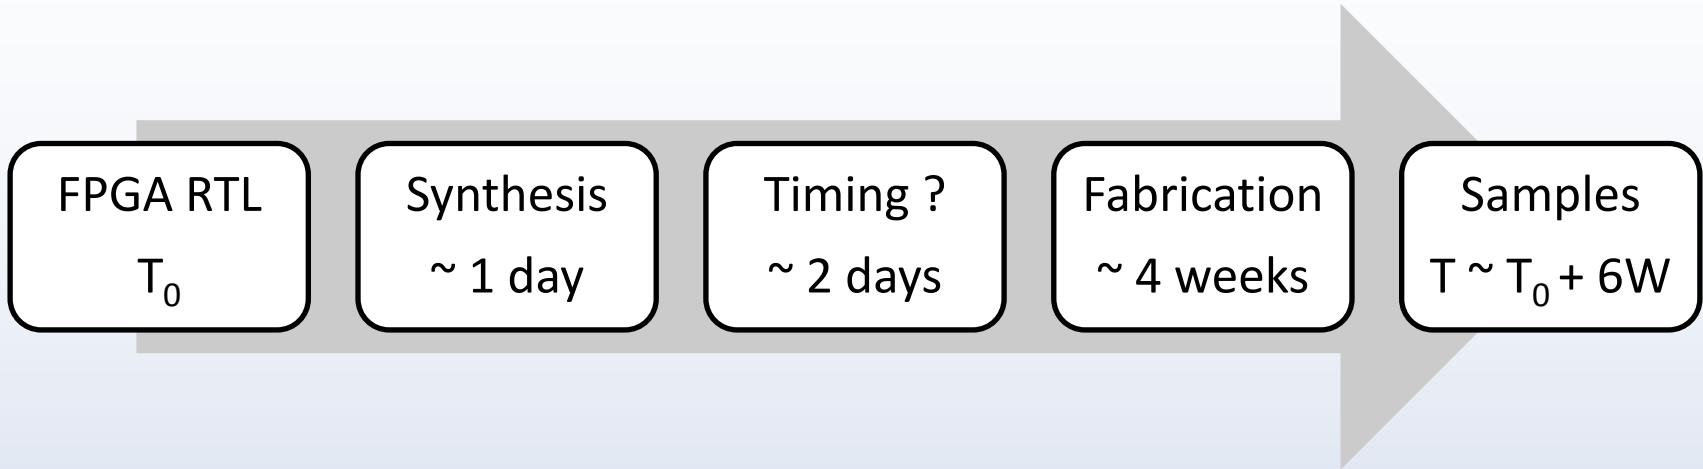 FPGA RTL
T₀
Synthesis
~ 1 day
Timing ?
~ 2 days
Fabrication
~ 4 weeks
Samples
T ~ T₀ + 6W